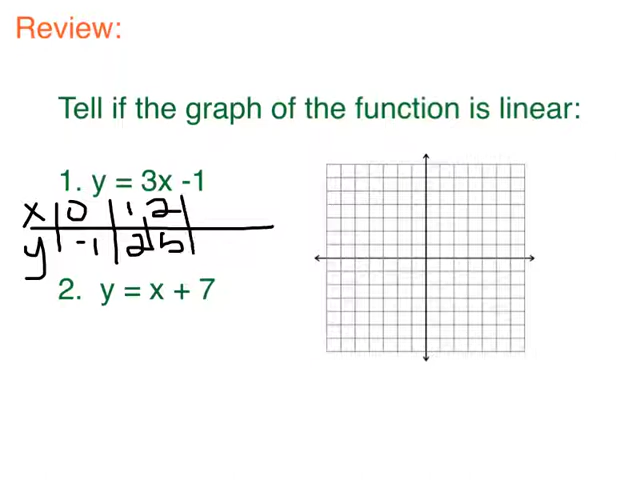 Review:
Tell if the graph of the function is linear:
1. y = 3x -1
x 0 1 2
y -1 2 5
2. y = x + 7